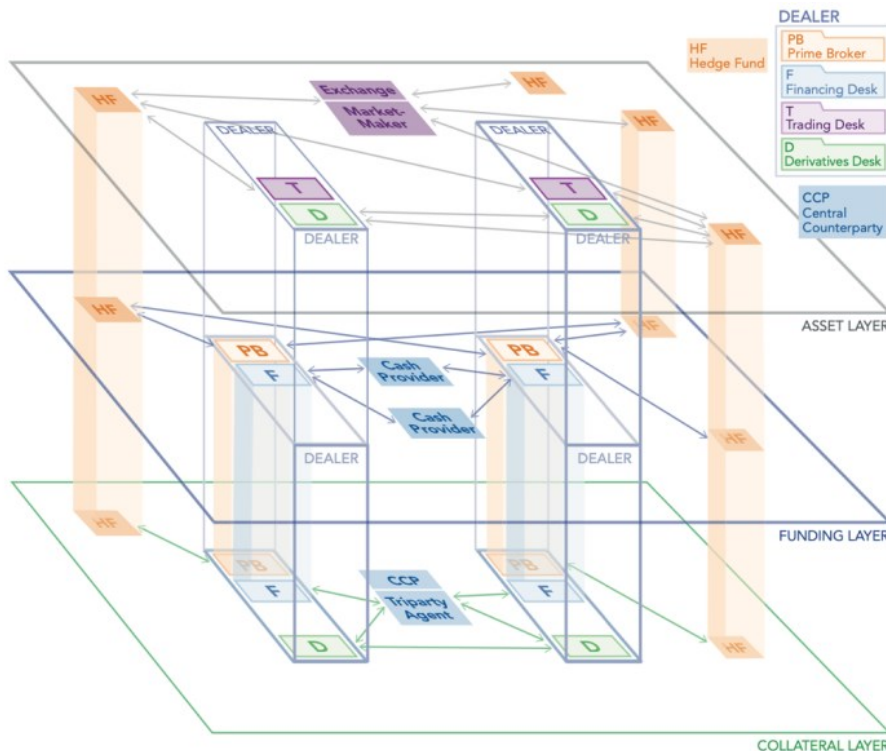 DEALER
PB
Prime Broker
F
Financing Desk
T
Trading Desk
D
Derivatives Desk
HF
Hedge Fund
CCP
Central
Counterparty
HF
Exchange
Market-
Maker
HF
HF
DEALER
DEALER
T
D
DEALER
T
D
DEALER
HF
ASSET LAYER
HF
HF
PB
F
PB
F
Cash
Provider
Cash
Provider
HF
DEALER
DEALER
FUNDING LAYER
HF
PB
F
PB
F
CCP
Triparty
Agent
D
D
HF
COLLATERAL LAYER